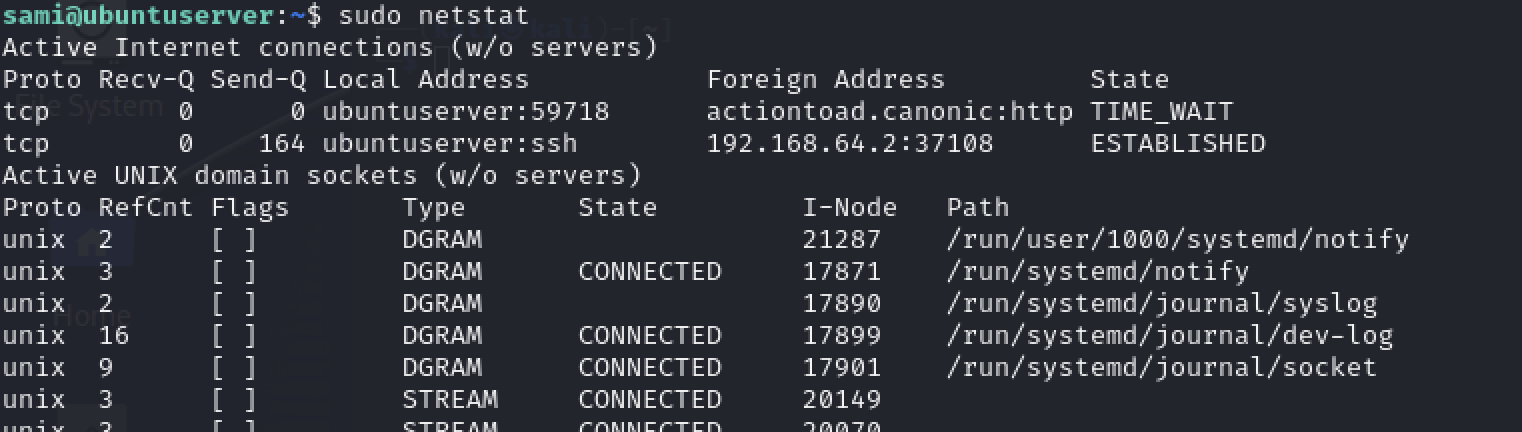 sami@ubuntuserver:~$ sudo netstat
Active Internet connections (w/o servers)
Proto Recv-Q Send-Q Local Address           Foreign Address         State
tcp        0      0 ubuntuserver:59718      actiontoad.canonic:http TIME_WAIT
tcp        0    164 ubuntuserver:ssh        192.168.64.2:37108      ESTABLISHED
Active UNIX domain sockets (w/o servers)
Proto RefCnt Flags       Type       State         I-Node   Path
unix  2      [ ]         DGRAM                    21287    /run/user/1000/systemd/notify
unix  3      [ ]         DGRAM      CONNECTED     17871    /run/systemd/notify
unix  2      [ ]         DGRAM                    17890    /run/systemd/journal/syslog
unix  16     [ ]         DGRAM      CONNECTED     17899    /run/systemd/journal/dev-log
unix  9      [ ]         DGRAM      CONNECTED     17901    /run/systemd/journal/socket
unix  3      [ ]         STREAM     CONNECTED     20149
unix  3      [ ]         STREAM     CONNECTED     20070
File System
Home